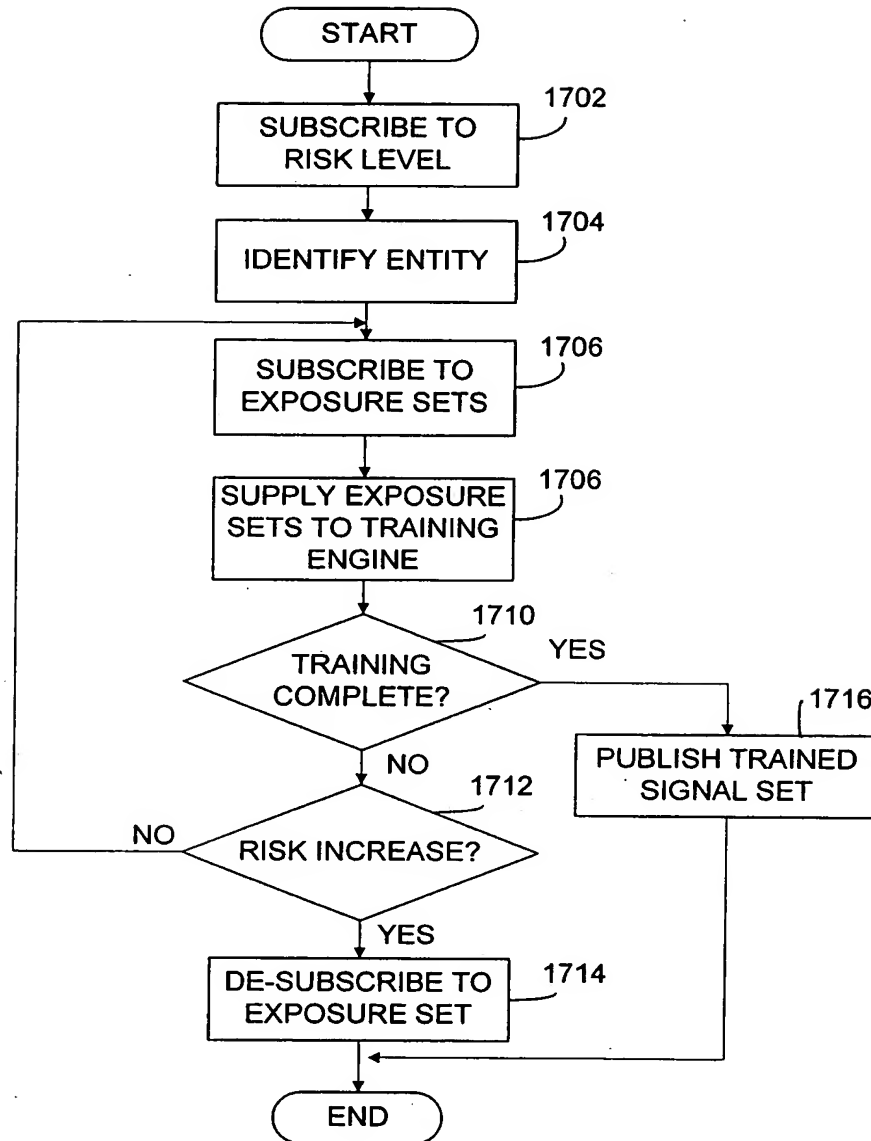 START
1702
SUBSCRIBE TO
RISK LEVEL
1704
IDENTIFY ENTITY
1706
SUBSCRIBE TO
EXPOSURE SETS
1706
SUPPLY EXPOSURE
SETS TO TRAINING
ENGINE
1710
YES
TRAINING
COMPLETE?
1716
PUBLISH TRAINED
SIGNAL SET
NO
1712
NO
RISK INCREASE?
YES
1714
DE-SUBSCRIBE TO
EXPOSURE SET
END